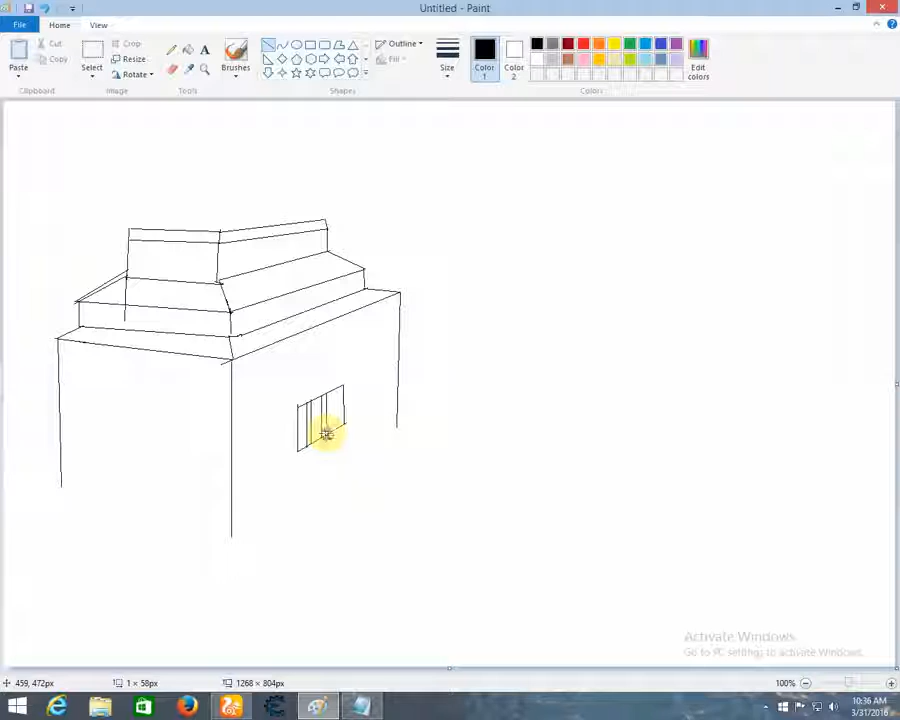 Untitled - Paint
File Home View
Paste
Cut
Copy
Clipboard
Select
Crop
Resize
Rotate
Image
A
Tools
Brushes
Shapes
Outline
Fill
Size
Color 1
Color 2
Colors
Edit colors
Activate Windows
Go to PC settings to activate Windows.
459, 472px
1 × 58px
1268 × 804px
100%
10:36 AM
3/31/2016